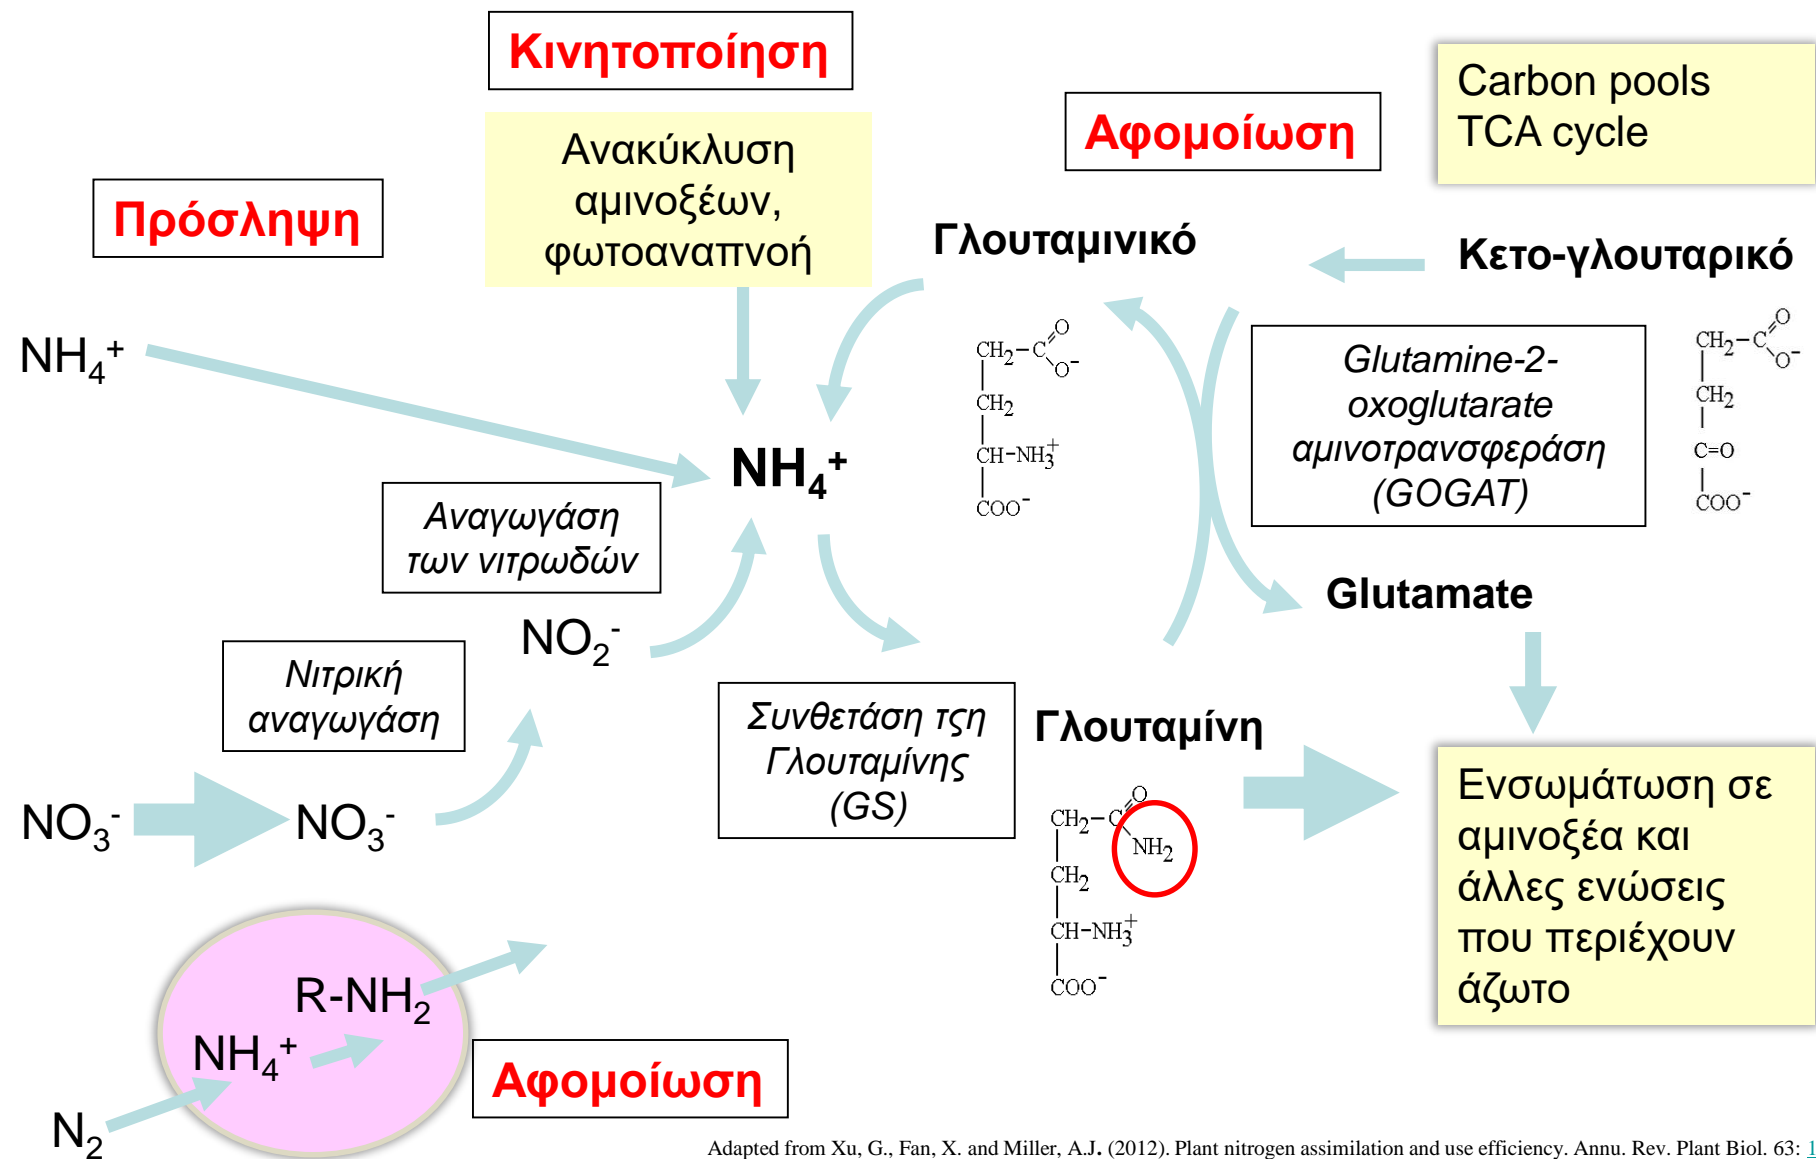 Κινητοποίηση
Ανακύκλυση
αμινοξέων,
φωτοαναπνοή
Πρόσληψη
Αφομοίωση
Carbon pools
TCA cycle
Γλουταμινικό
Κετο-γλουταρικό
NH₄⁺
CH₂-C
O
O⁻
CH₂
CH-NH₃⁺
COO⁻
Glutamine-2-
oxoglutarate
αμινοτρανσφεράση
(GOGAT)
CH₂-C
O
O⁻
CH₂
C=O
COO⁻
NH₄⁺
Αναγωγάση
των νιτρωδών
NO₂⁻
Glutamate
Νιτρική
αναγωγάση
Συνθετάση τςη
Γλουταμίνης
(GS)
Γλουταμίνη
CH₂-C
O
NH₂
CH₂
CH-NH₃⁺
COO⁻
Ενσωμάτωση σε
αμινοξέα και
άλλες ενώσεις
που περιέχουν
άζωτο
NO₃⁻
NO₃⁻
R-NH₂
NH₄⁺
N₂
Αφομοίωση
Adapted from Xu, G., Fan, X. and Miller, A.J. (2012). Plant nitrogen assimilation and use efficiency. Annu. Rev. Plant Biol. 63: 1